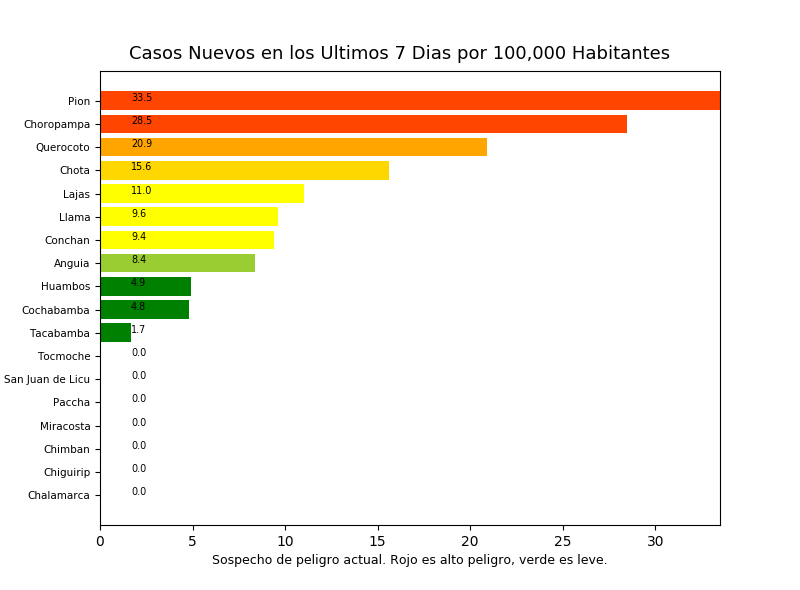 Casos Nuevos en los Ultimos 7 Dias por 100,000 Habitantes
Pion 33.5
Choropampa 28.5
Querocoto 20.9
Chota 15.6
Lajas 11.0
Llama 9.6
Conchan 9.4
Anguia 8.4
Huambos 4.9
Cochabamba 4.8
Tacabamba 1.7
Tocmoche 0.0
San Juan de Licu 0.0
Paccha 0.0
Miracosta 0.0
Chimban 0.0
Chiguirip 0.0
Chalamarca 0.0
0 5 10 15 20 25 30
Sospecho de peligro actual. Rojo es alto peligro, verde es leve.